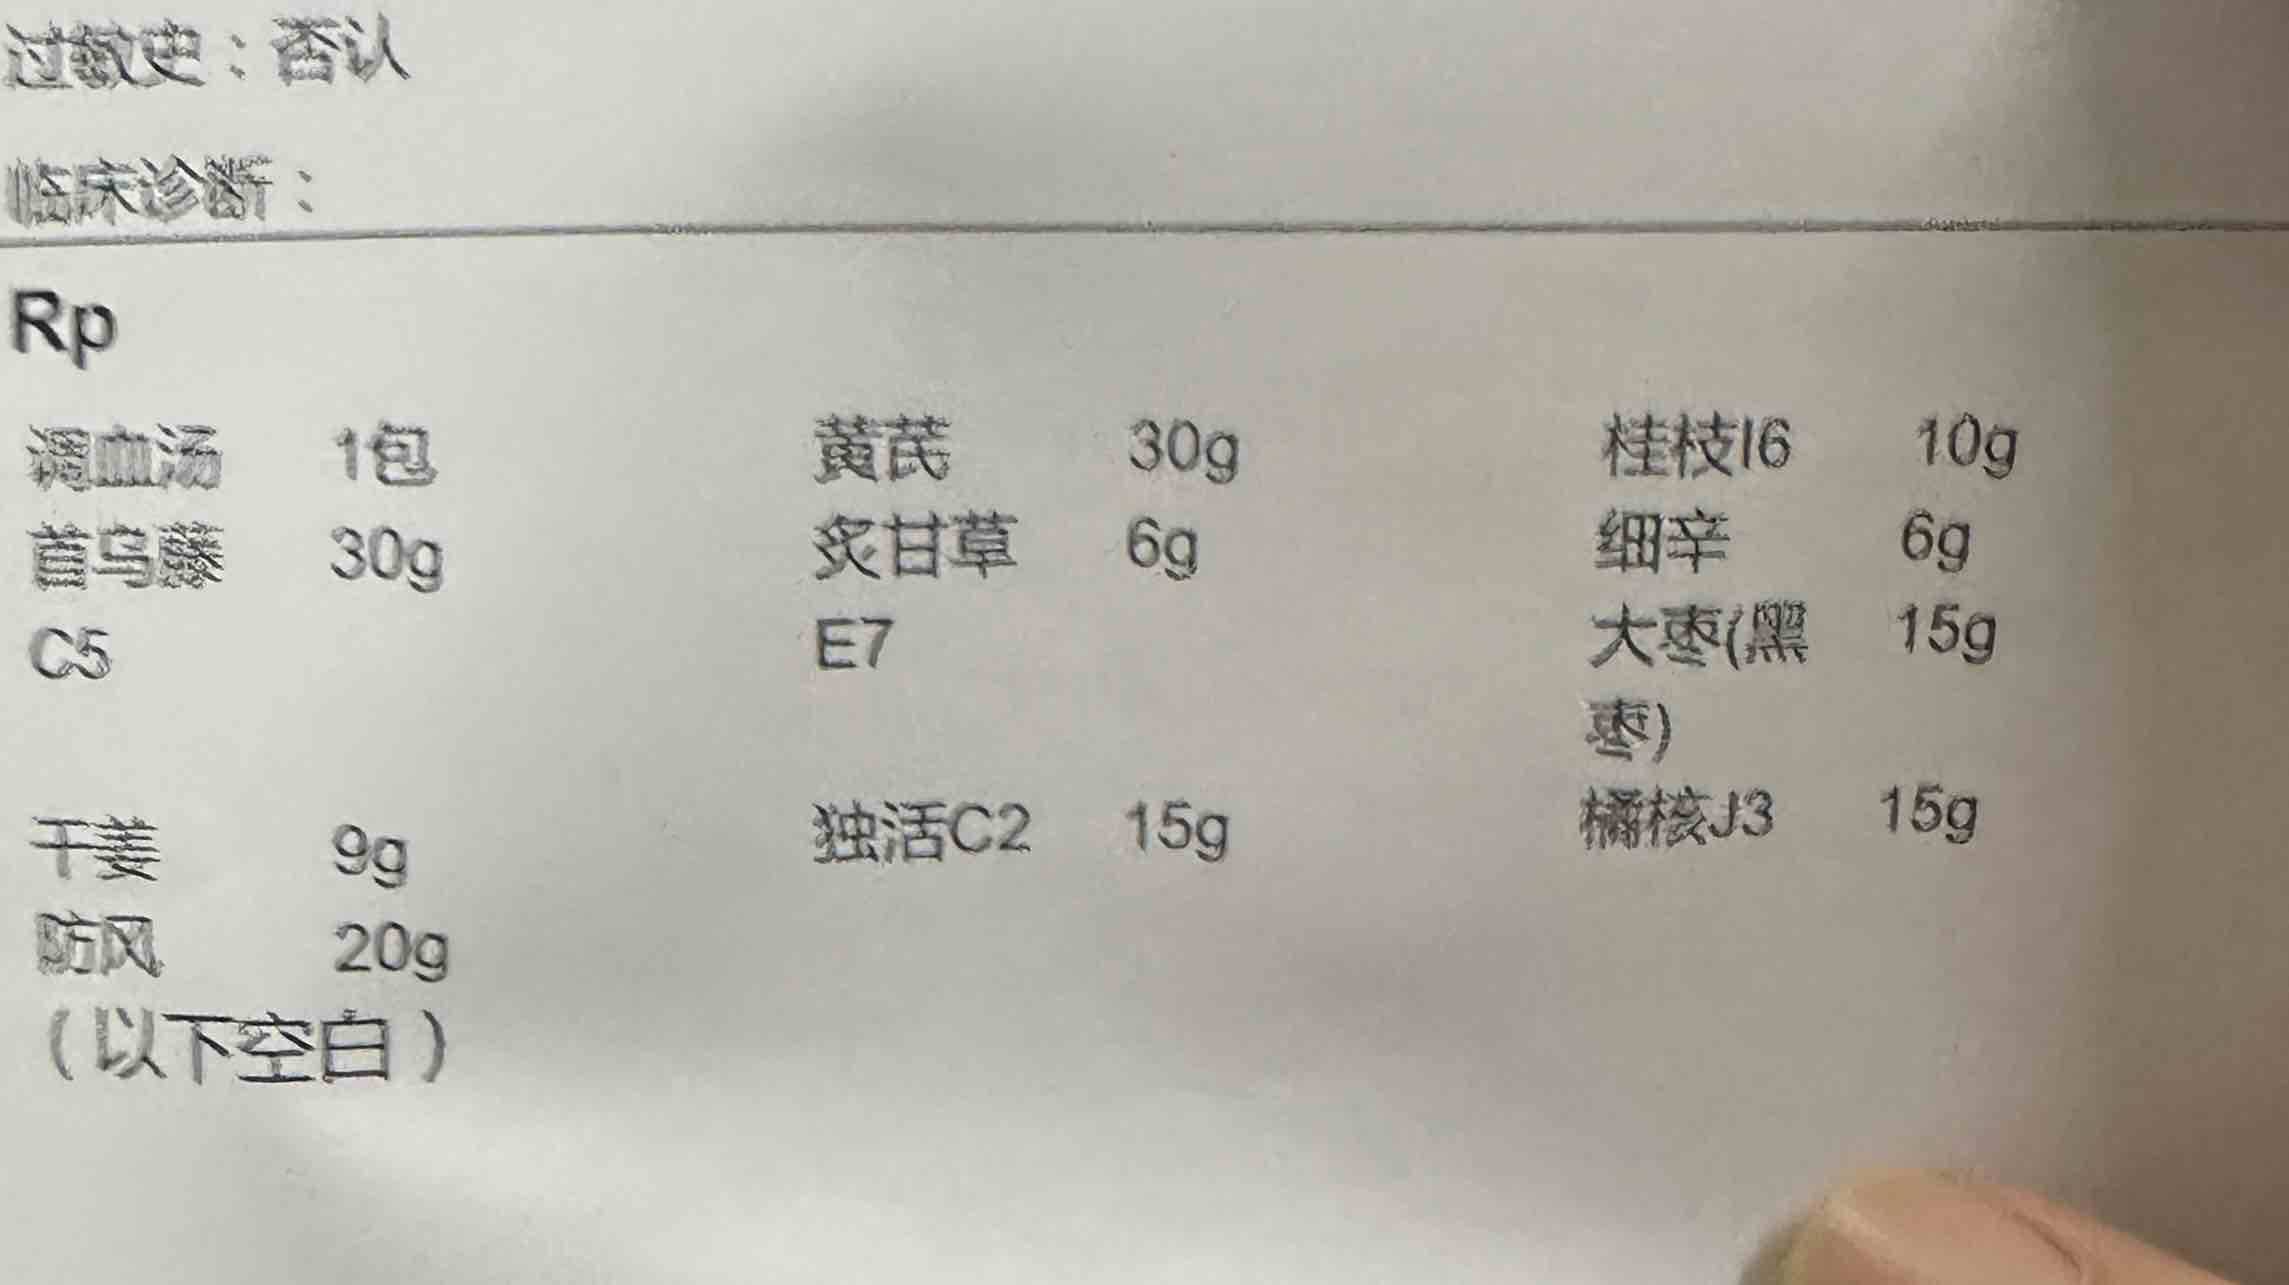 过敏史：否认
临床诊断：
Rp
调血汤 1包 黄芪 30g 桂枝I6 10g
首乌藤 30g 炙甘草 6g 细辛 6g
C5 E7 大枣(黑 15g
枣)
干姜 9g 独活C2 15g 橘核J3 15g
防风 20g
（以下空白）